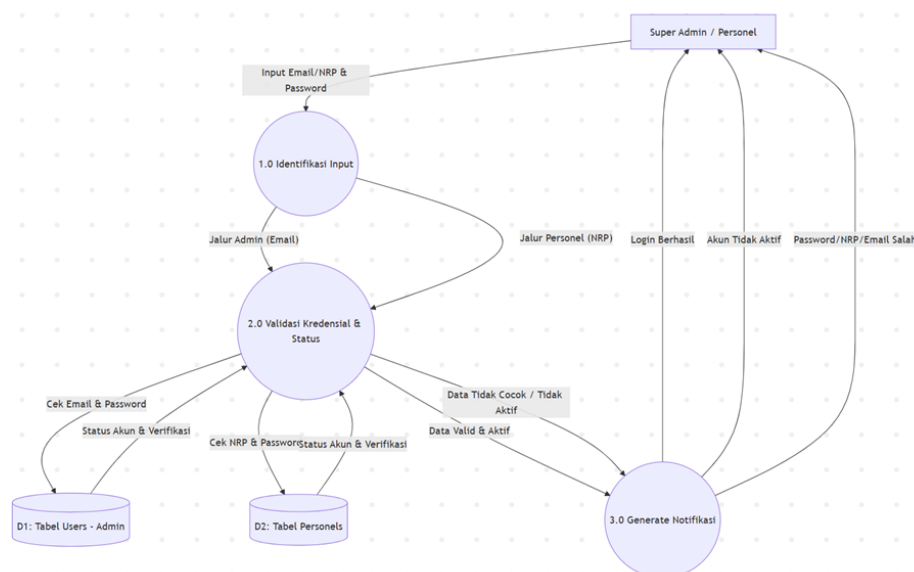 Super Admin / Personel
Input Email/NRP &
Password
1.0 Identifikasi Input
Jalur Admin (Email)
Jalur Personel (NRP)
Login Berhasil
Akun Tidak Aktif
Password/NRP/Email Salah
2.0 Validasi Kredensial &
Status
Cek Email & Password
Status Akun & Verifikasi
Cek NRP & Password
Status Akun & Verifikasi
Data Tidak Cocok / Tidak
Aktif
Data Valid & Aktif
D1: Tabel Users - Admin
D2: Tabel Personels
3.0 Generate Notifikasi